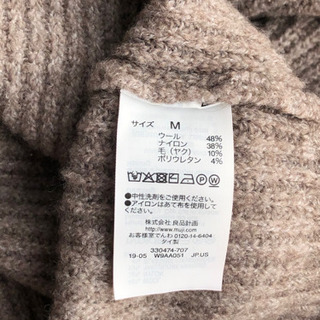 サイズ M
ウール 48%
ナイロン 38%
毛(ヤク) 10%
ポリウレタン 4%
●中性洗剤をご使用ください。
●アイロンはあて布を使用して
ください。
株式会社 良品計画
http://www.muji.com
お客様室でんわ 0120-14-6404
タイ製
330474-707
19-05 W9AA051 JP.US